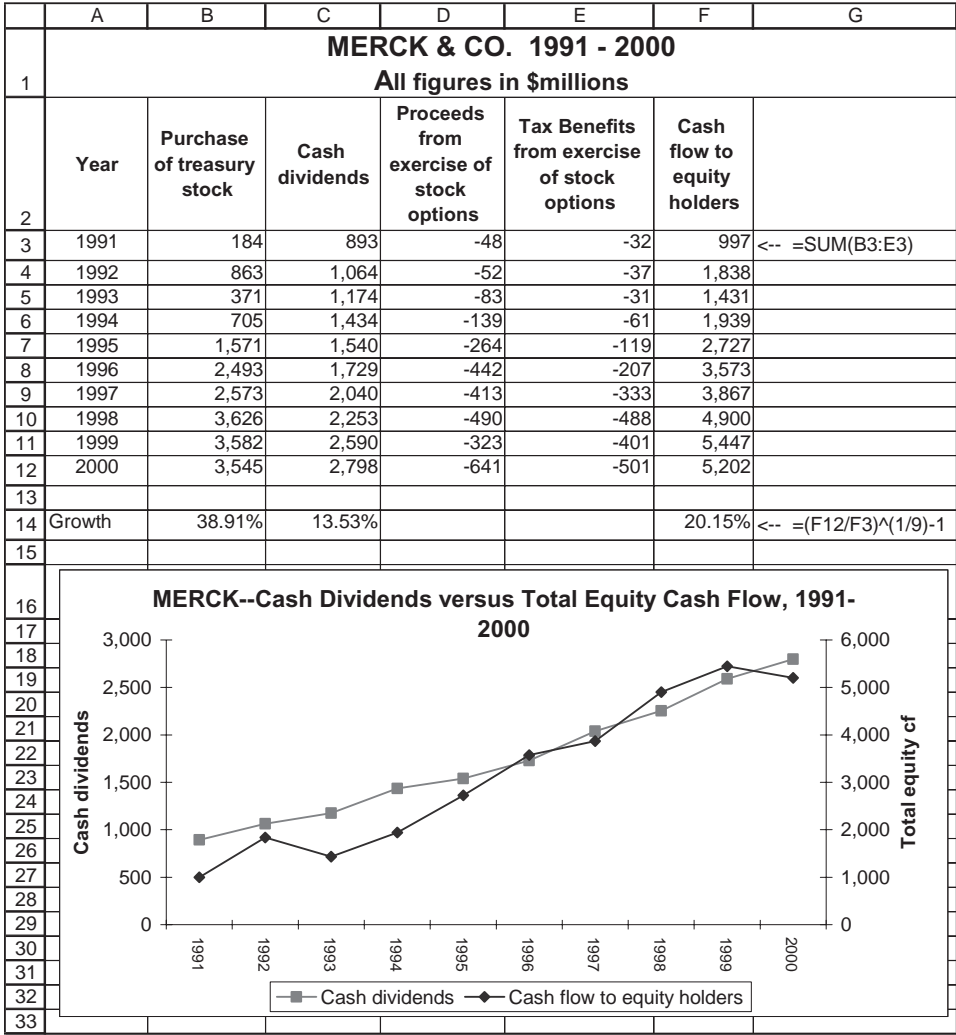 A B C D E F G
1 MERCK & CO. 1991 - 2000
All figures in $millions
2 Year Purchase of treasury stock Cash dividends Proceeds from exercise of stock options Tax Benefits from exercise of stock options Cash flow to equity holders
3 1991 184 893 -48 -32 997 <-- =SUM(B3:E3)
4 1992 863 1,064 -52 -37 1,838
5 1993 371 1,174 -83 -31 1,431
6 1994 705 1,434 -139 -61 1,939
7 1995 1,571 1,540 -264 -119 2,727
8 1996 2,493 1,729 -442 -207 3,573
9 1997 2,573 2,040 -413 -333 3,867
10 1998 3,626 2,253 -490 -488 4,900
11 1999 3,582 2,590 -323 -401 5,447
12 2000 3,545 2,798 -641 -501 5,202
13
14 Growth 38.91% 13.53% 20.15% <-- =(F12/F3)^(1/9)-1
15
16
17
18
19
20
21
22
23
24
25
26
27
28
29
30
31
32
33
MERCK--Cash Dividends versus Total Equity Cash Flow, 1991-
2000
Cash dividends
3,000
2,500
2,000
1,500
1,000
500
0
Total equity cf
6,000
5,000
4,000
3,000
2,000
1,000
0
1991 1992 1993 1994 1995 1996 1997 1998 1999 2000
Cash dividends Cash flow to equity holders